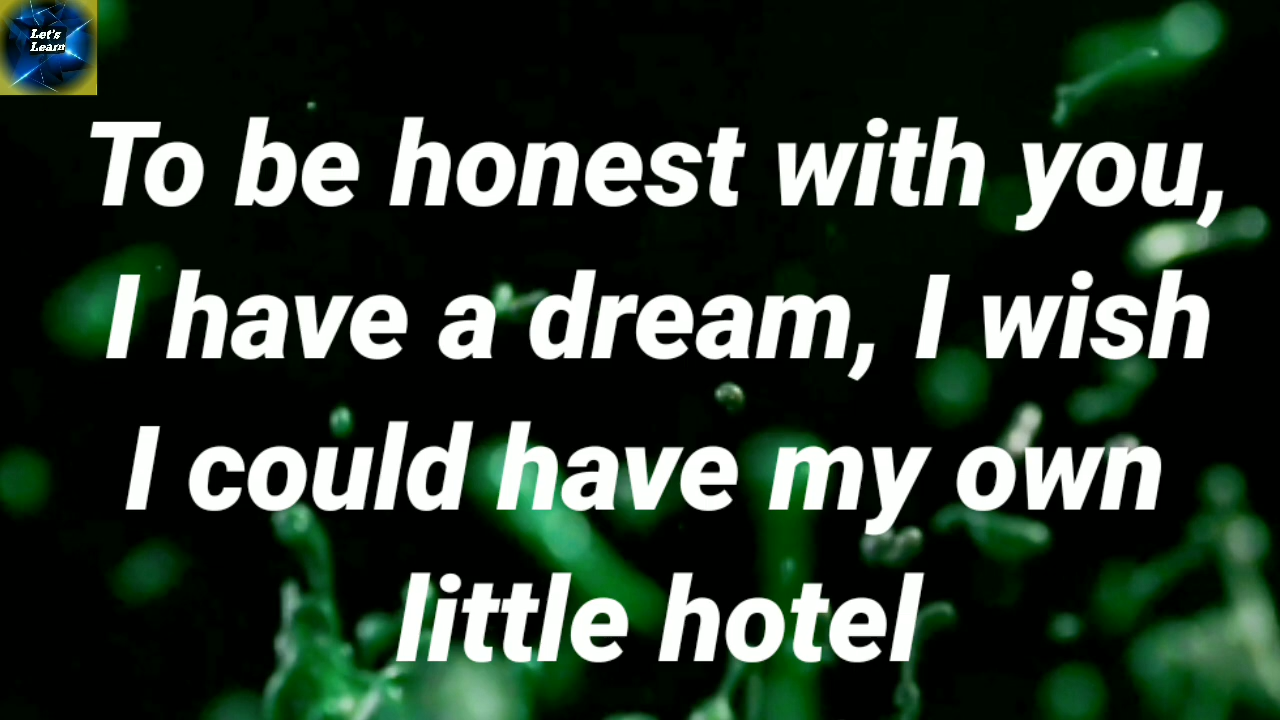 Let's
Learn
To be honest with you,
I have a dream, I wish
I could have my own
little hotel